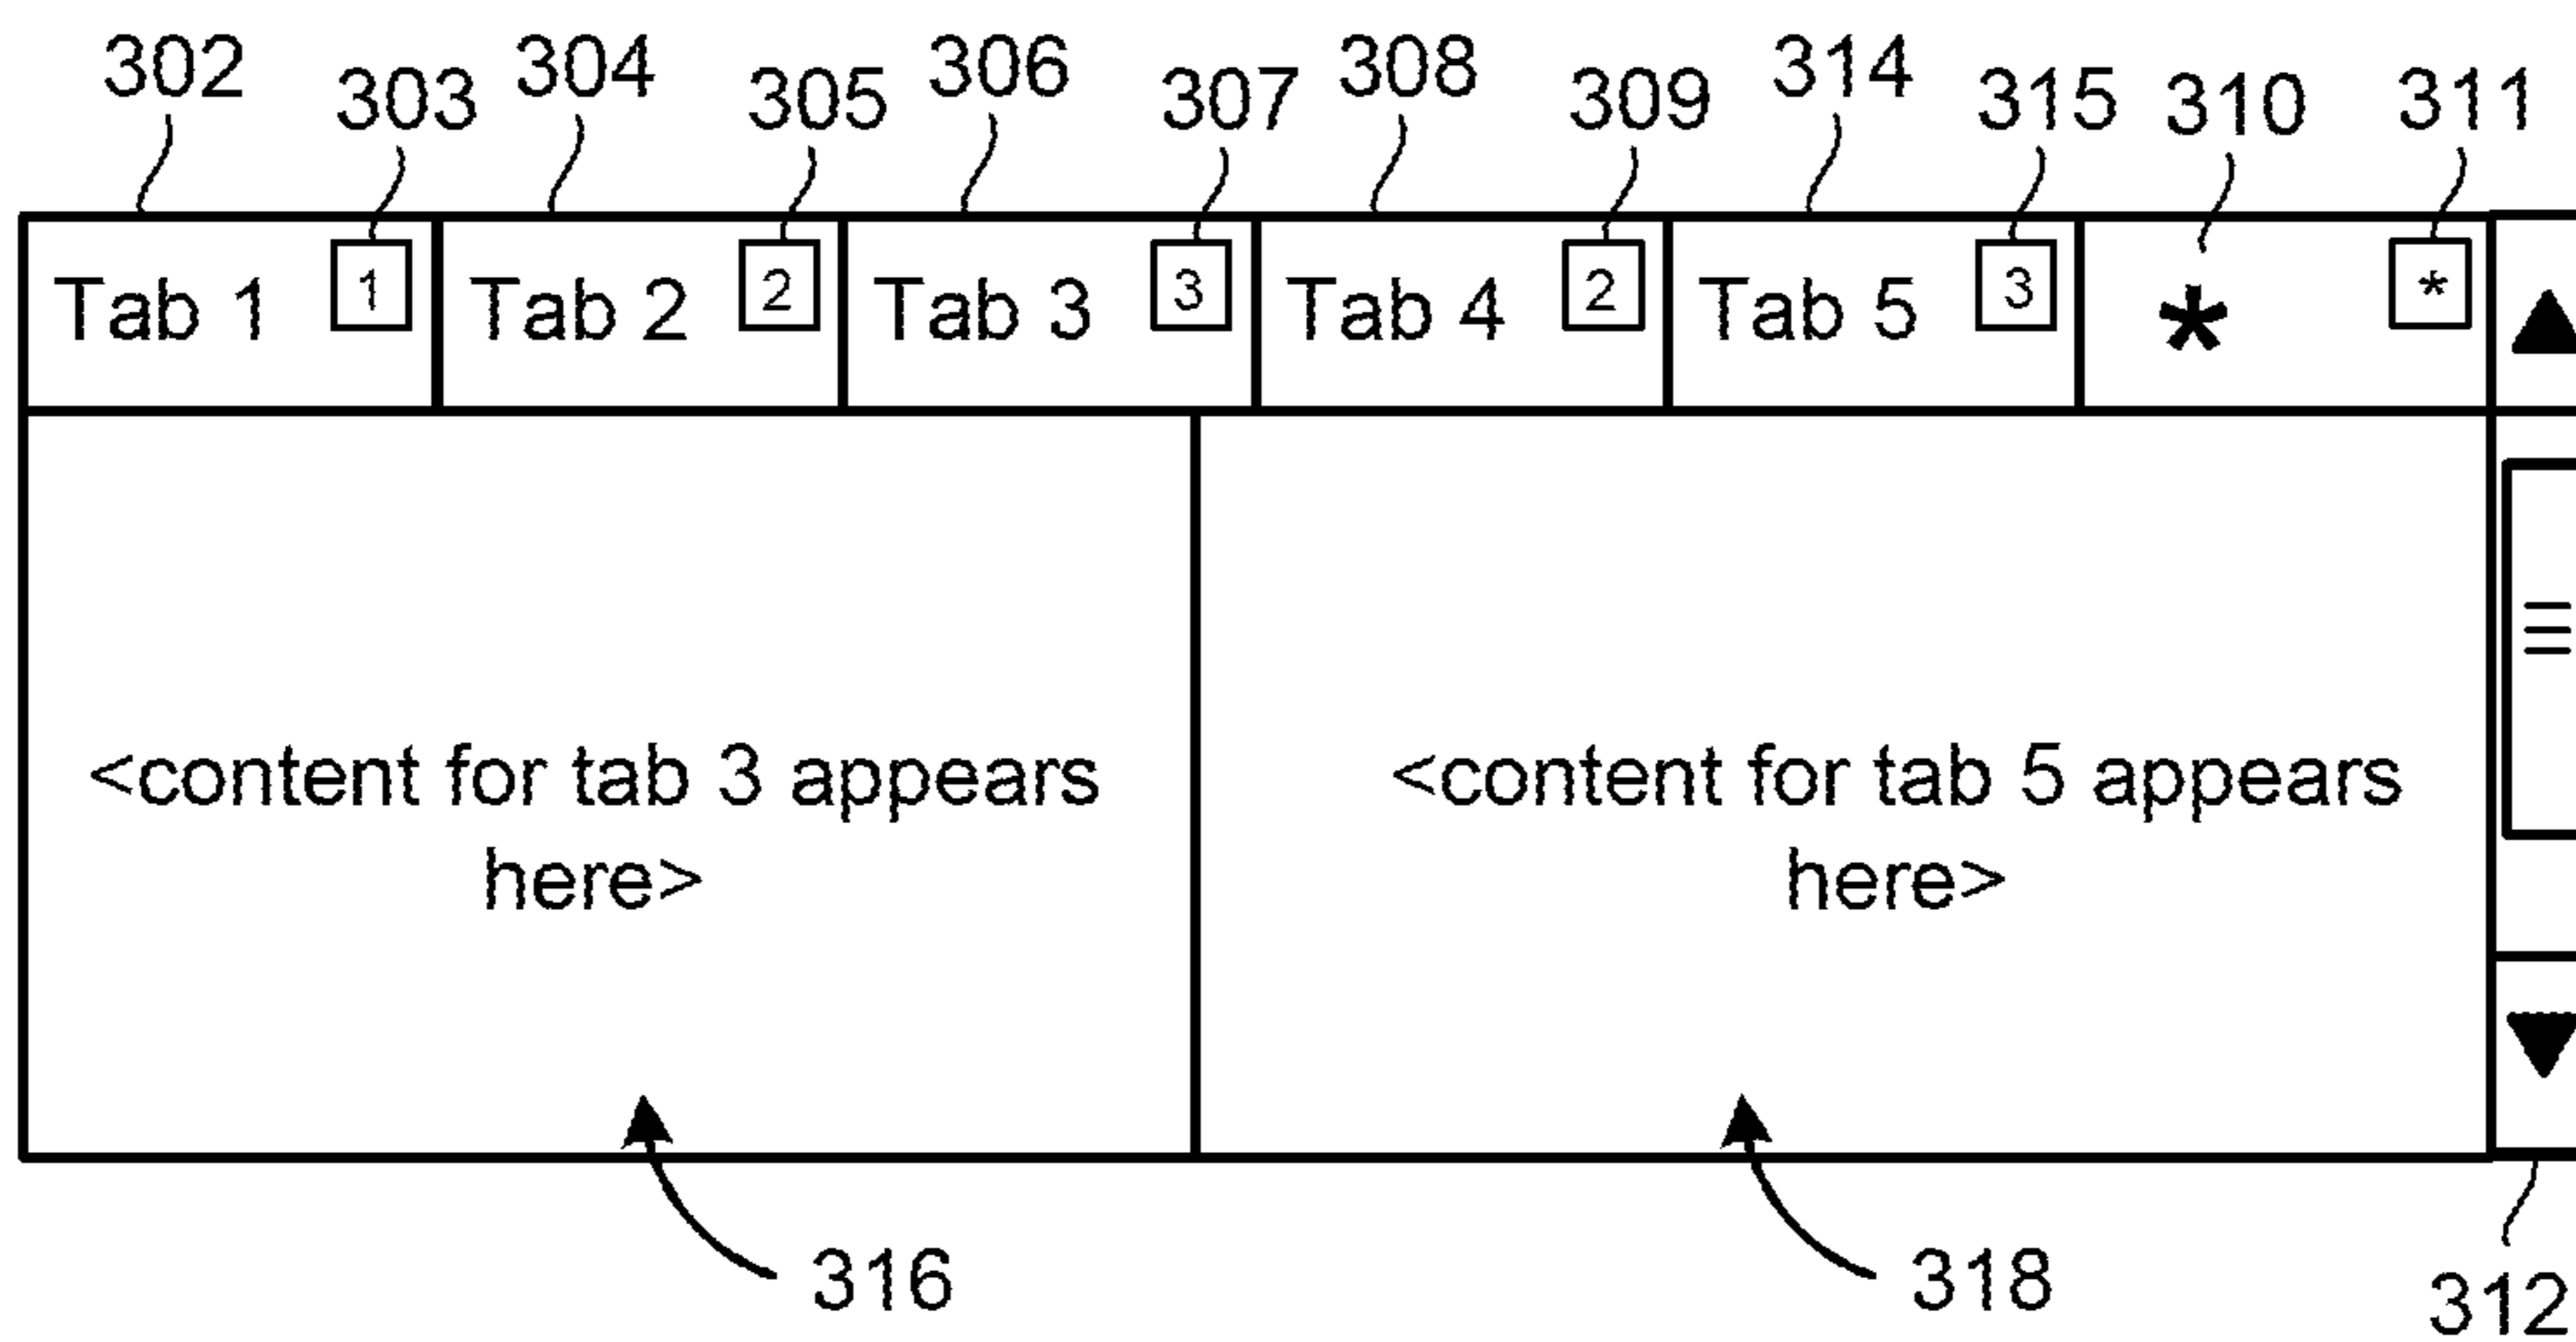 302 304 306 308 314
303 305 307 309 315 310 311
Tab 1 1 Tab 2 2 Tab 3 3 Tab 4 2 Tab 5 3 * *
<content for tab 3 appears
here>
<content for tab 5 appears
here>
316 318 312